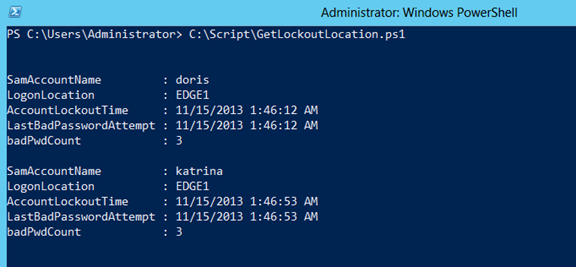 Administrator: Windows PowerShell
PS C:\Users\Administrator> C:\Script\GetLockoutLocation.ps1
SamAccountName : doris
LogonLocation : EDGE1
AccountLockoutTime : 11/15/2013 1:46:12 AM
LastBadPasswordAttempt : 11/15/2013 1:46:12 AM
badPwdCount : 3
SamAccountName : katrina
LogonLocation : EDGE1
AccountLockoutTime : 11/15/2013 1:46:53 AM
LastBadPasswordAttempt : 11/15/2013 1:46:53 AM
badPwdCount : 3